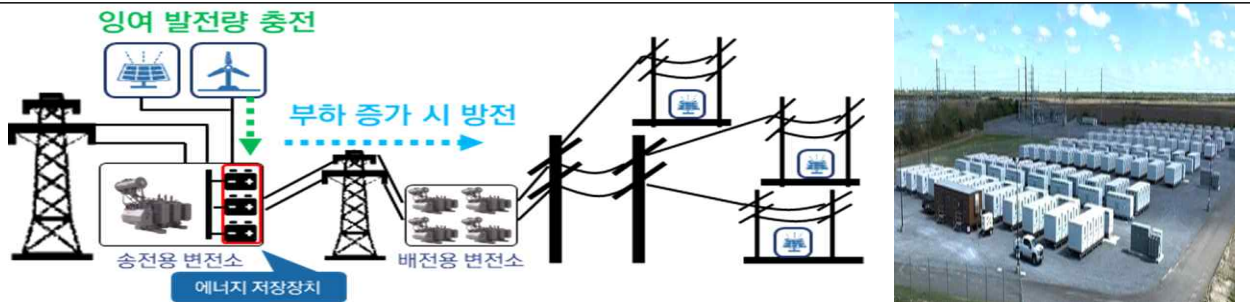 잉여 발전량 충전
부하 증가 시 방전
송전용 변전소
배전용 변전소
에너지 저장장치